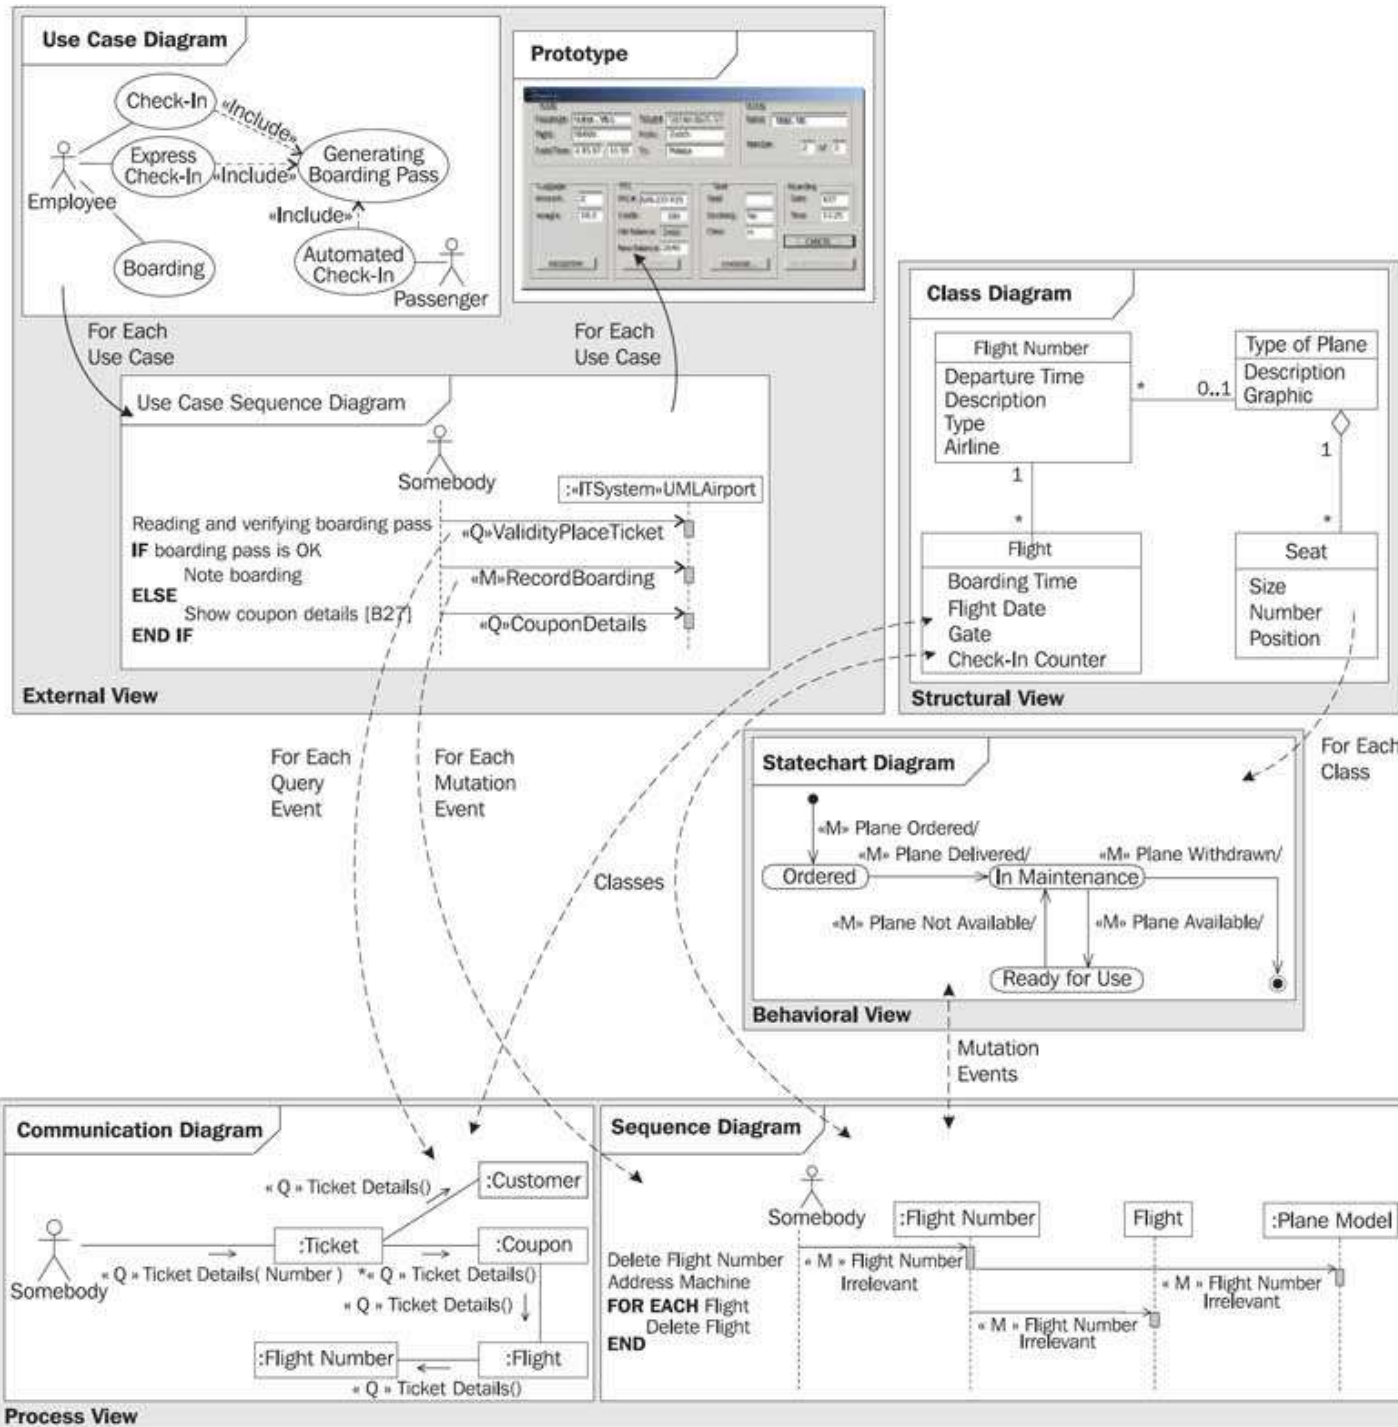 Use Case Diagram
Check-In
«Include»
Employee
Express
Check-In
«Include»
Generating
Boarding Pass
«Include»
Boarding
Automated
Check-In
Passenger
Prototype
CANCEL
For Each
Use Case
For Each
Use Case
Use Case Sequence Diagram
Somebody
:«ITSystem»UMLAirport
Reading and verifying boarding pass
IF boarding pass is OK
Note boarding
ELSE
Show coupon details [B27]
END IF
«Q»ValidityPlaceTicket
«M»RecordBoarding
«Q»CouponDetails
External View
Class Diagram
Flight Number
Departure Time
Description
Type
Airline
*
0..1
Type of Plane
Description
Graphic
1
*
1
*
Flight
Boarding Time
Flight Date
Gate
Check-In Counter
Seat
Size
Number
Position
Structural View
For Each
Query
Event
For Each
Mutation
Event
Classes
For Each
Class
Statechart Diagram
«M» Plane Ordered/
«M» Plane Delivered/
«M» Plane Withdrawn/
Ordered
In Maintenance
«M» Plane Not Available/
«M» Plane Available/
Ready for Use
Behavioral View
Mutation
Events
Communication Diagram
« Q » Ticket Details()
:Customer
Somebody
:Ticket
:Coupon
« Q » Ticket Details( Number )
*« Q » Ticket Details()
« Q » Ticket Details()
:Flight Number
:Flight
« Q » Ticket Details()
Sequence Diagram
Somebody
:Flight Number
Flight
:Plane Model
Delete Flight Number
Address Machine
FOR EACH Flight
Delete Flight
END
« M » Flight Number
Irrelevant
« M » Flight Number
Irrelevant
« M » Flight Number
Irrelevant
Process View